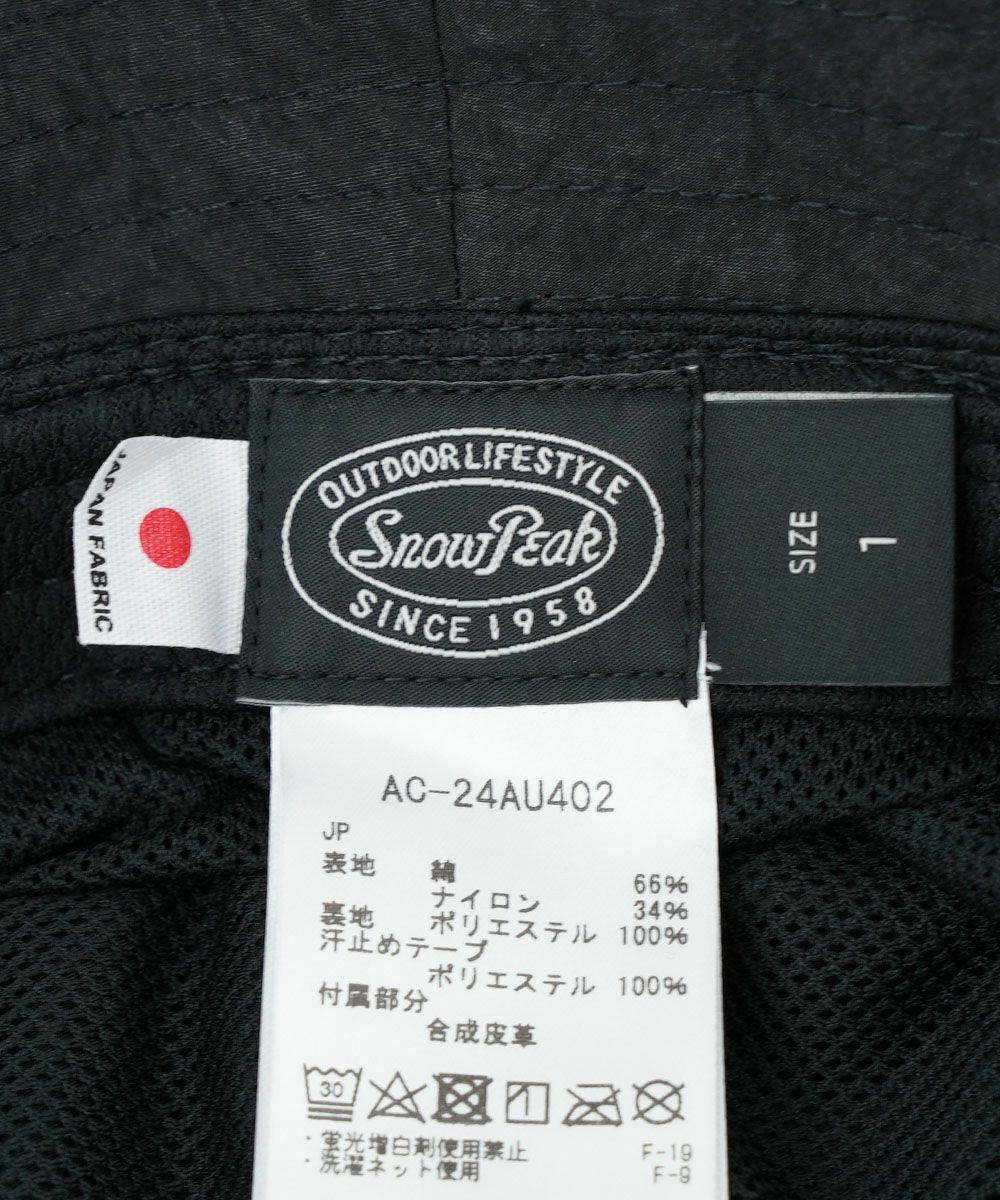 JAPAN FABRIC
OUTDOOR LIFESTYLE
Snow Peak
SINCE 1958
SIZE
1
AC-24AU402
JP
表地 綿 66%
ナイロン 34%
裏地 ポリエステル 100%
汗止めテープ
ポリエステル 100%
付属部分
合成皮革
30
・蛍光増白剤使用禁止 F-19
・洗濯ネット使用 F-9